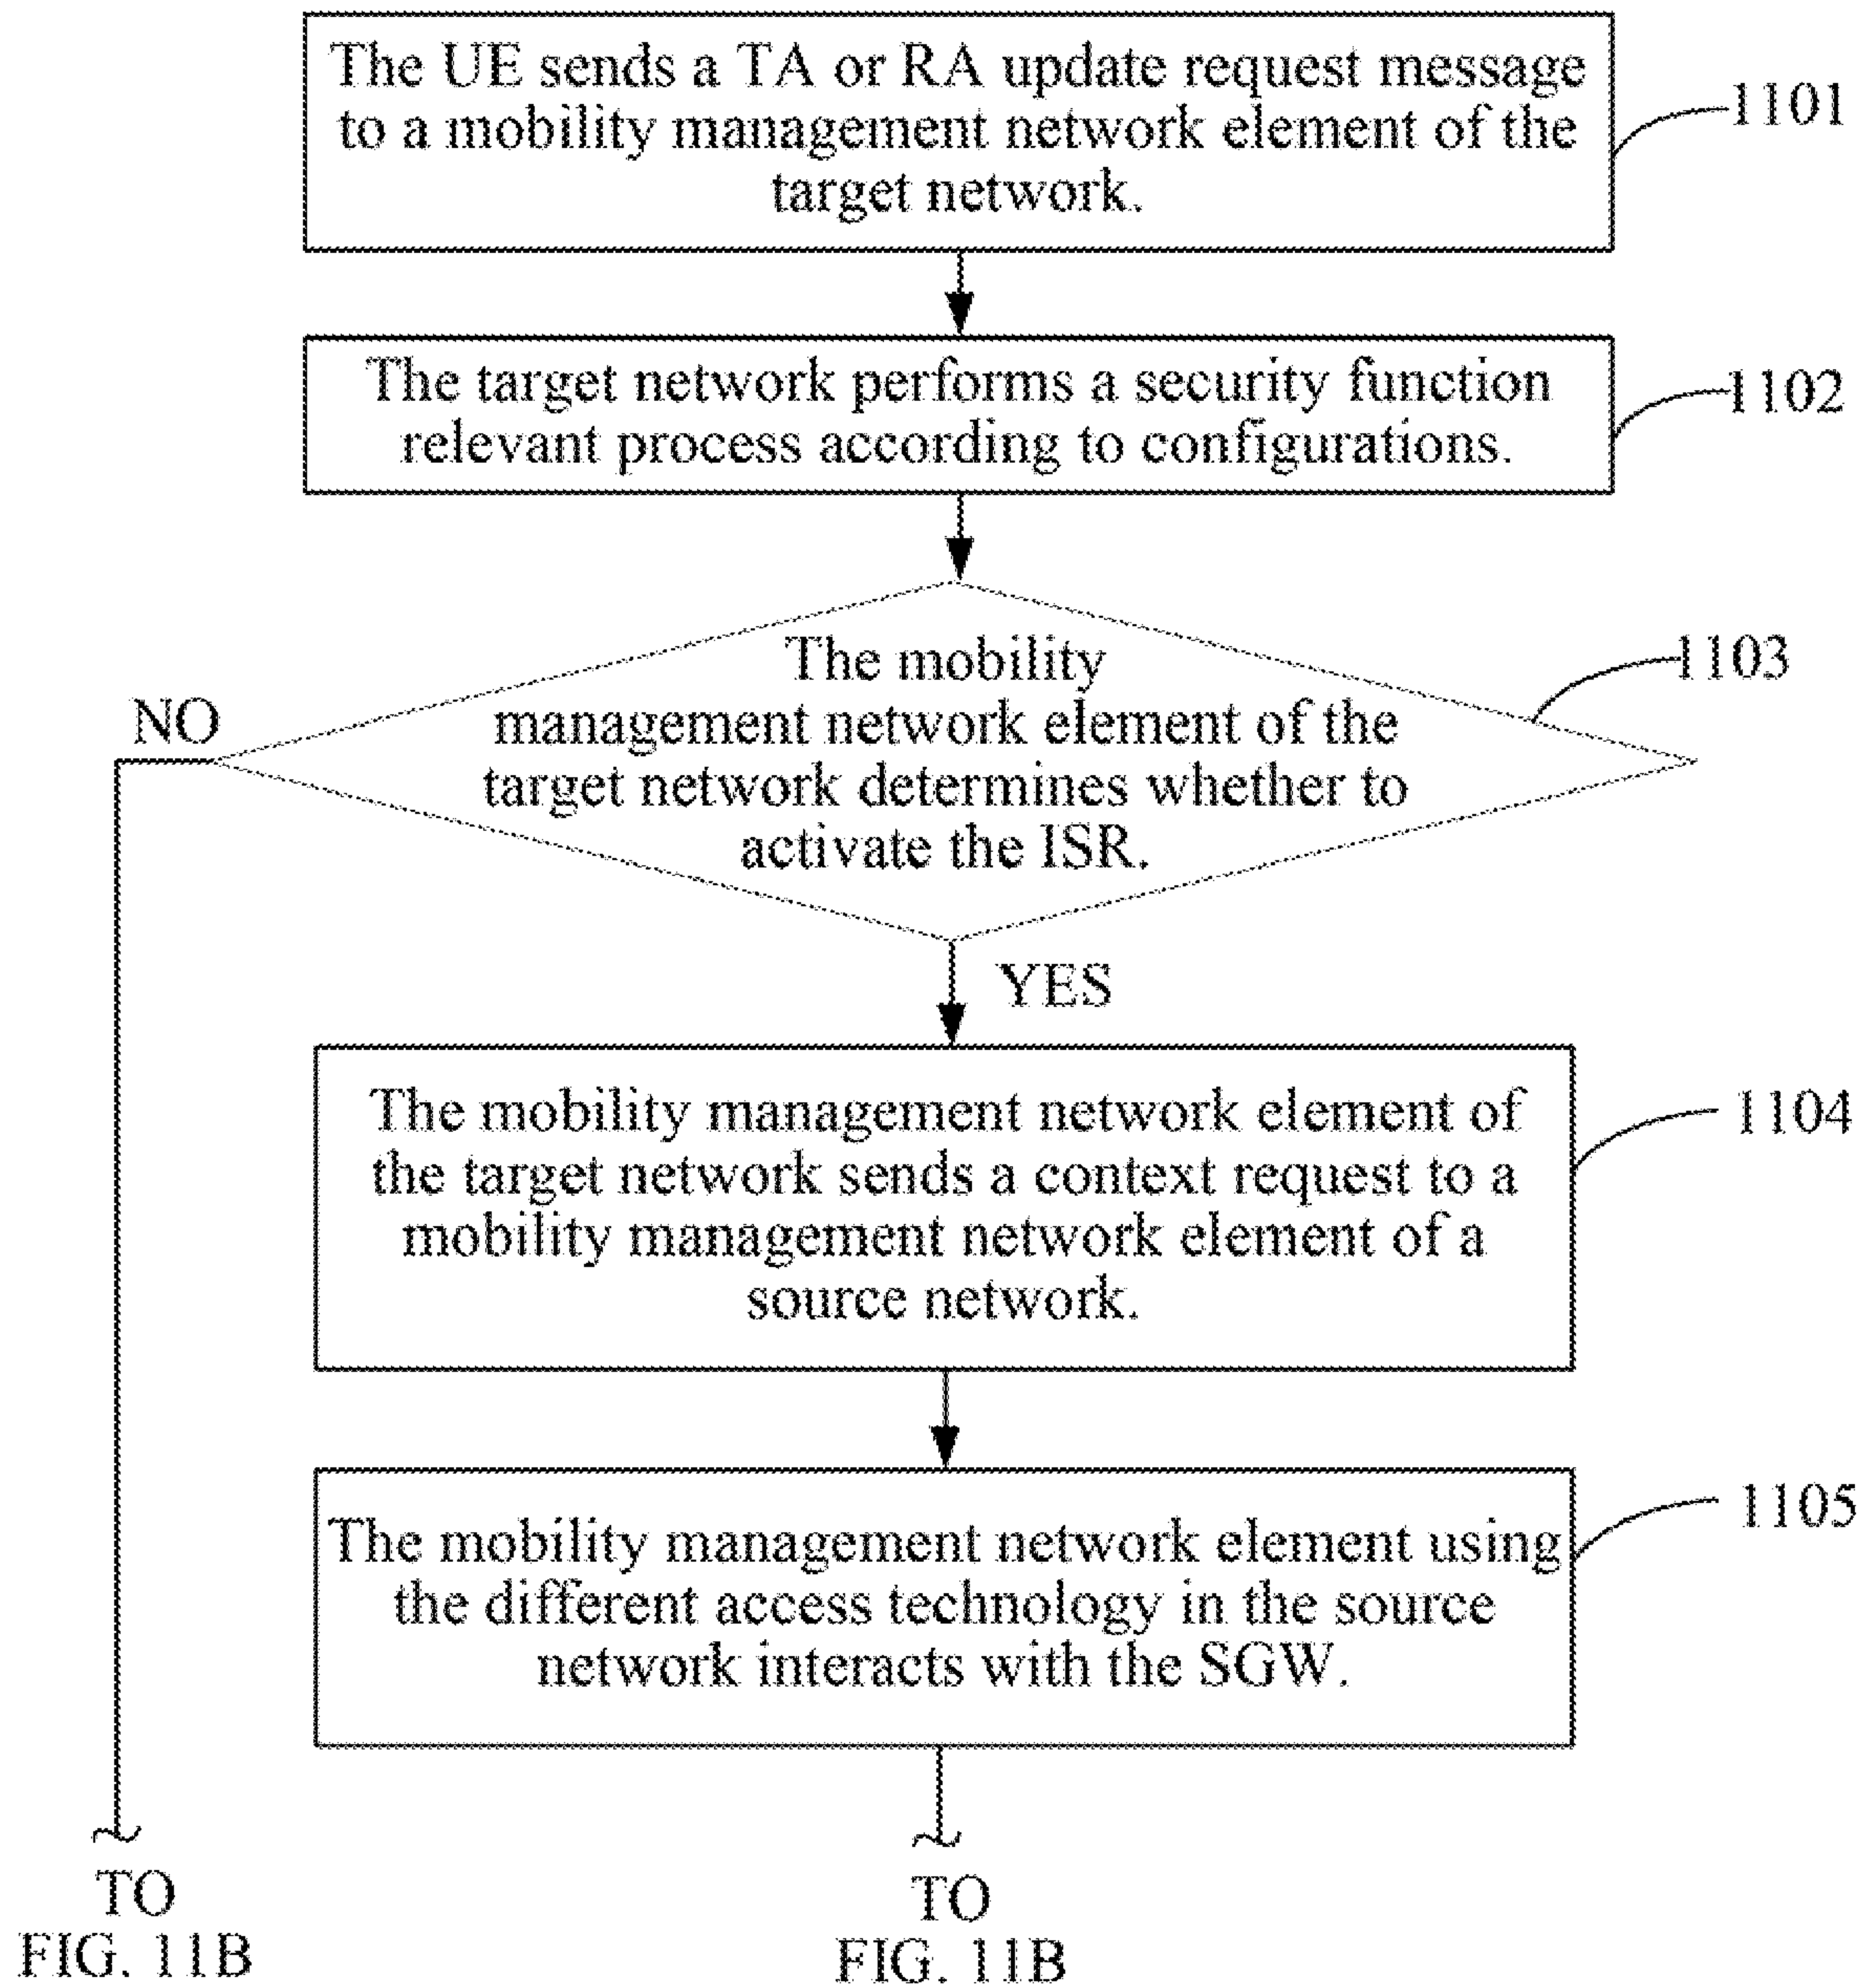 The UE sends a TA or RA update request message
to a mobility management network element of the
target network.
1101
The target network performs a security function
relevant process according to configurations.
1102
The mobility
management network element of the
target network determines whether to
activate the ISR.
1103
NO
YES
The mobility management network element of
the target network sends a context request to a
mobility management network element of a
source network.
1104
The mobility management network element using
the different access technology in the source
network interacts with the SGW.
1105
TO
FIG. 11B
TO
FIG. 11B